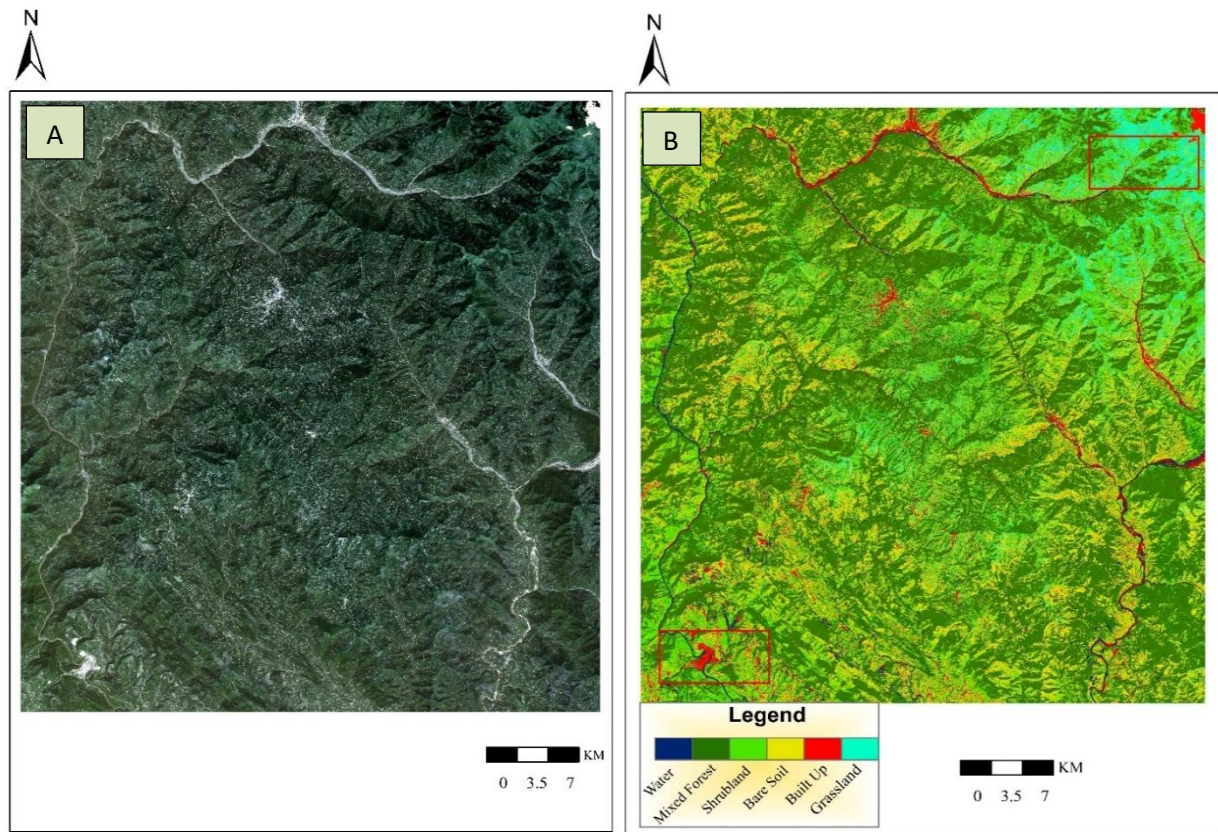 N
A
KM
0 3.5 7
N
B
Legend
Water
Mixed Forest
Shrubland
Bare Soil
Built Up
Grassland
KM
0 3.5 7